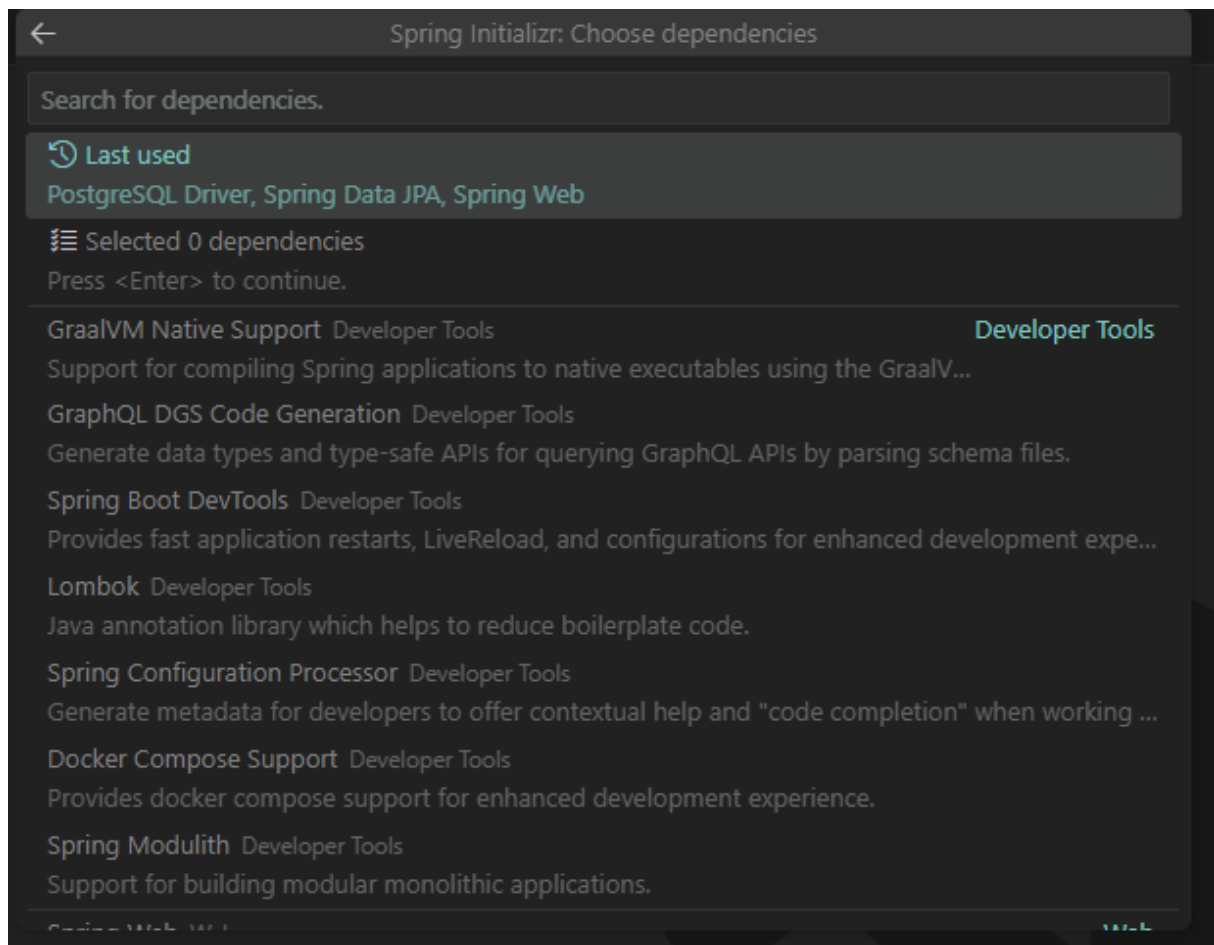 Spring Initializr: Choose dependencies
Search for dependencies.
Last used
PostgreSQL Driver, Spring Data JPA, Spring Web
Selected 0 dependencies
Press <Enter> to continue.
GraalVM Native Support Developer Tools Developer Tools
Support for compiling Spring applications to native executables using the GraalV...
GraphQL DGS Code Generation Developer Tools
Generate data types and type-safe APIs for querying GraphQL APIs by parsing schema files.
Spring Boot DevTools Developer Tools
Provides fast application restarts, LiveReload, and configurations for enhanced development expe...
Lombok Developer Tools
Java annotation library which helps to reduce boilerplate code.
Spring Configuration Processor Developer Tools
Generate metadata for developers to offer contextual help and "code completion" when working ...
Docker Compose Support Developer Tools
Provides docker compose support for enhanced development experience.
Spring Modulith Developer Tools
Support for building modular monolithic applications.
Spring Web Web Web